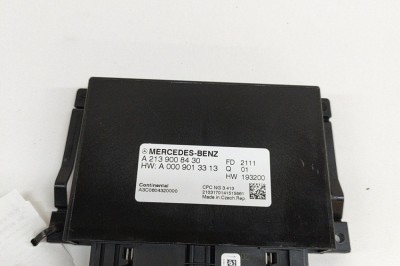 MERCEDES-BENZ
A 213 900 84 30 FD 2111
HW: A 000 901 33 13 Q 01
HW 193200
Continental CPC NG 3.413
A3C0804320000
Made in Czech Rep.